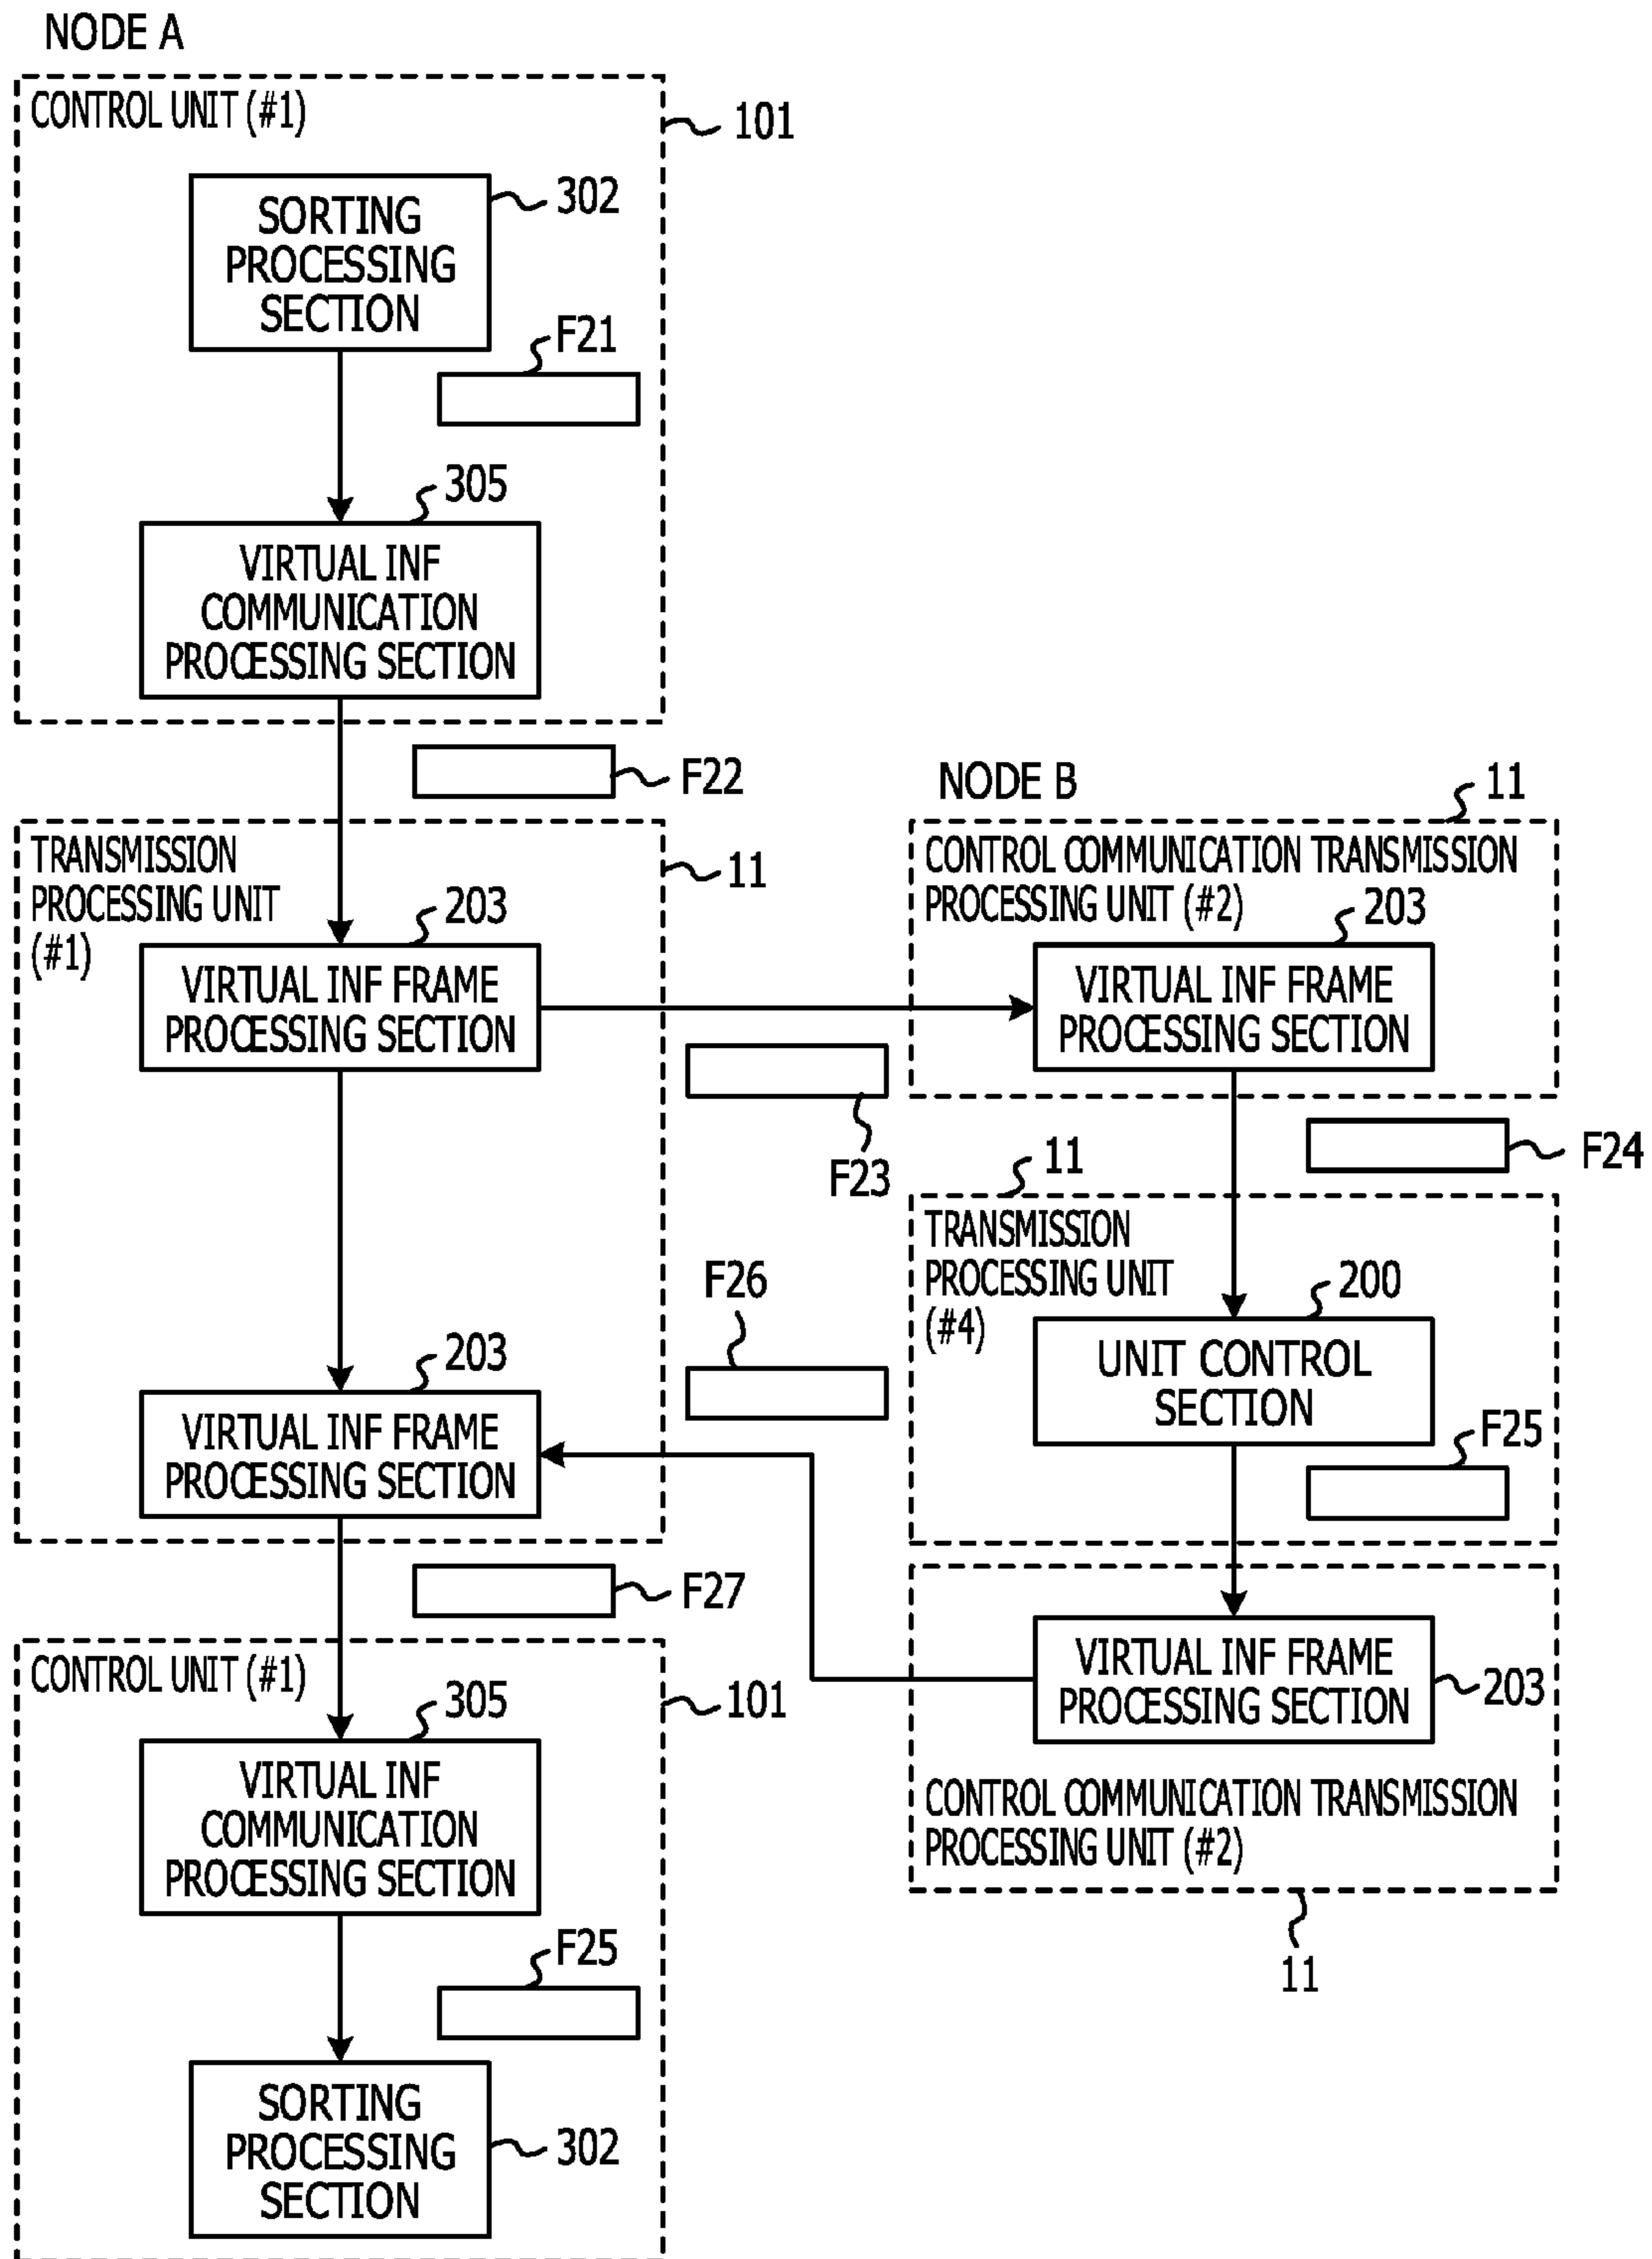 NODE A
CONTROL UNIT (#1)
101
SORTING
PROCESSING
SECTION
302
F21
305
VIRTUAL INF
COMMUNICATION
PROCESSING SECTION
F22
TRANSMISSION
PROCESSING UNIT
(#1)
11
203
VIRTUAL INF FRAME
PROCESSING SECTION
NODE B
11
CONTROL COMMUNICATION TRANSMISSION
PROCESSING UNIT (#2)
203
VIRTUAL INF FRAME
PROCESSING SECTION
F23
F24
11
TRANSMISSION
PROCESSING UNIT
(#4)
200
UNIT CONTROL
SECTION
F25
F26
203
VIRTUAL INF FRAME
PROCESSING SECTION
VIRTUAL INF FRAME
PROCESSING SECTION
203
CONTROL COMMUNICATION TRANSMISSION
PROCESSING UNIT (#2)
11
F27
CONTROL UNIT (#1)
101
305
VIRTUAL INF
COMMUNICATION
PROCESSING SECTION
F25
SORTING
PROCESSING
SECTION
302